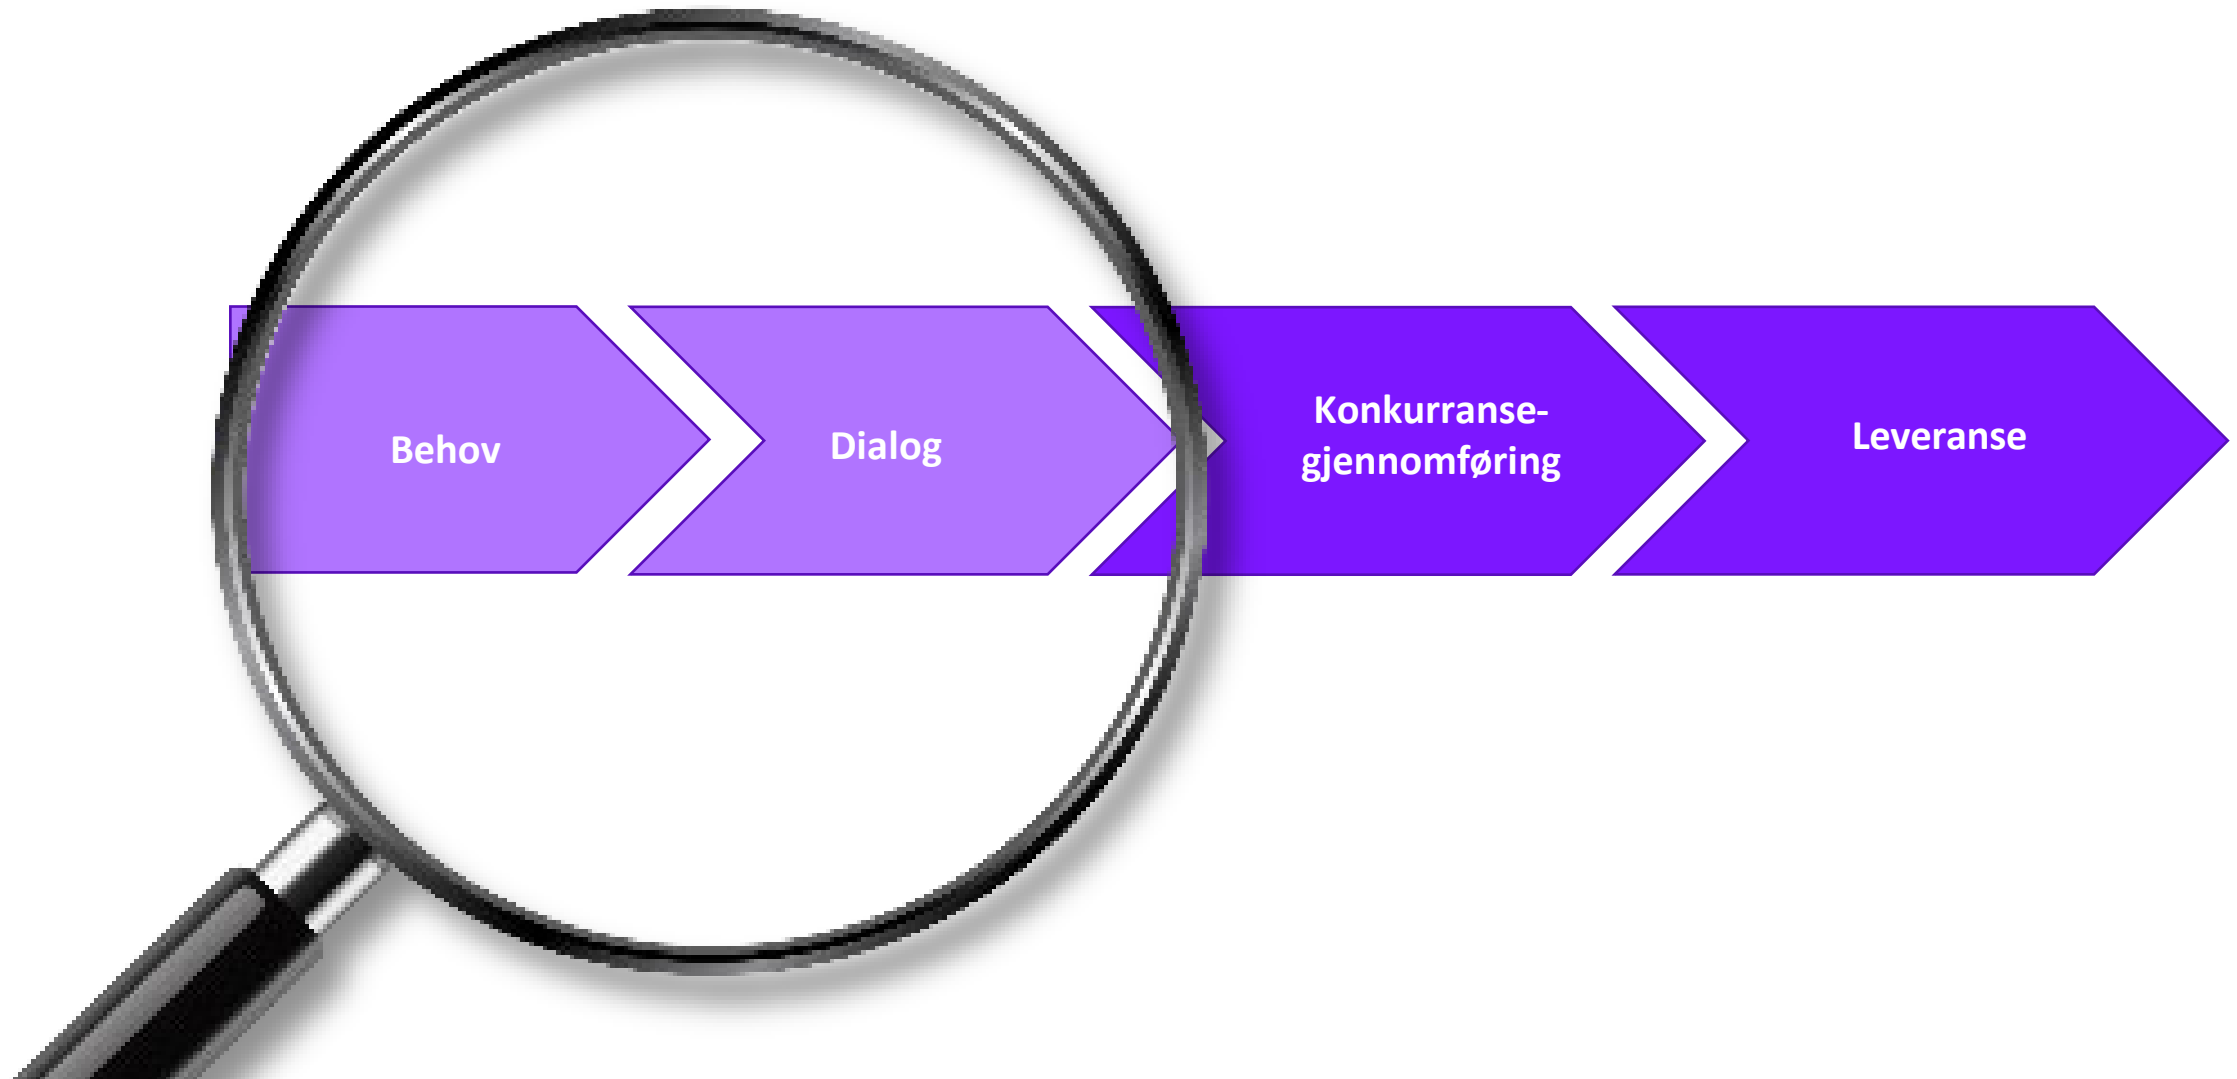 Behov
Dialog
Konkurranse-
gjennomføring
Leveranse